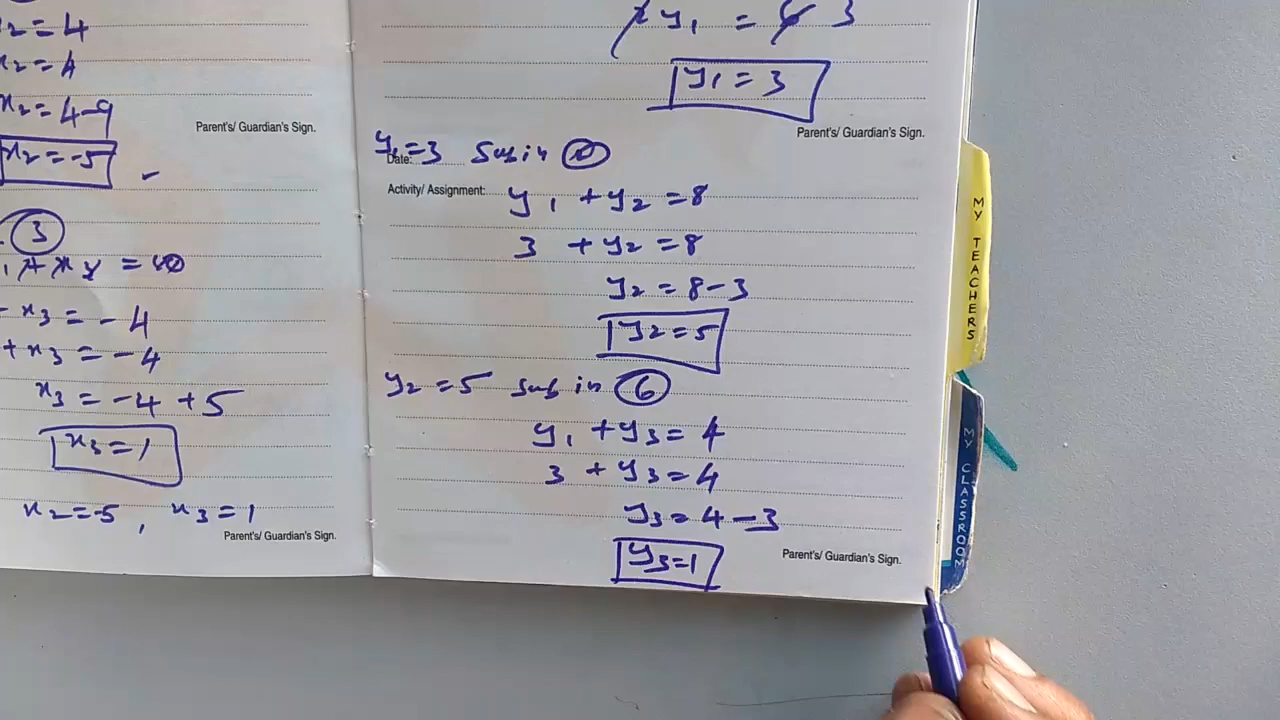 x2 = 4
x2 = 4
x2 = 4-9
Parent's/ Guardian's Sign.
x2 = -5
3
= 40
x3 = -4
+ x3 = -4
x3 = -4 + 5
x3 = 1
x2 = -5 , x3 = 1
Parent's/ Guardian's Sign.
2 y1 = 6 3
y1 = 3
Parent's/ Guardian's Sign.
y1 = 3 Sub in
Date:
Activity/ Assignment: y1 + y2 = 8
3 + y2 = 8
y2 = 8 - 3
y2 = 5
y2 = 5 sub in 6
y1 + y3 = 4
3 + y3 = 4
y3 = 4 - 3
y3 = 1
Parent's/ Guardian's Sign.
MY TEACHERS
MY CLASSROOM